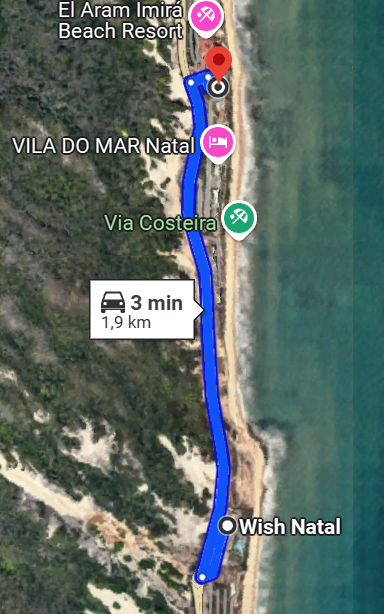 El Aram Imirá
Beach Resort
VILA DO MAR Natal
Via Costeira
3 min
1,9 km
Wish Natal